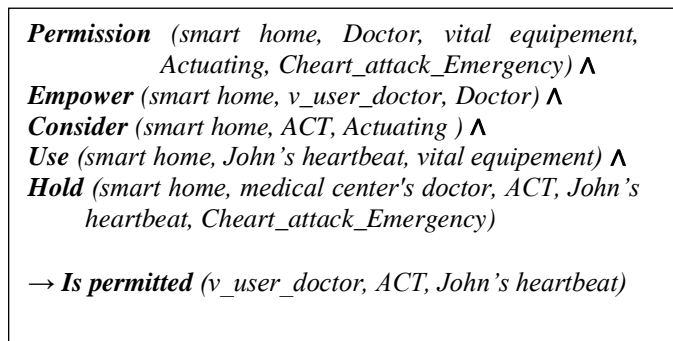 Permission (smart home, Doctor, vital equipement,
Actuating, Cheart_attack_Emergency) ∧
Empower (smart home, v_user_doctor, Doctor) ∧
Consider (smart home, ACT, Actuating ) ∧
Use (smart home, John’s heartbeat, vital equipement) ∧
Hold (smart home, medical center's doctor, ACT, John’s
heartbeat, Cheart_attack_Emergency)
→ Is permitted (v_user_doctor, ACT, John’s heartbeat)